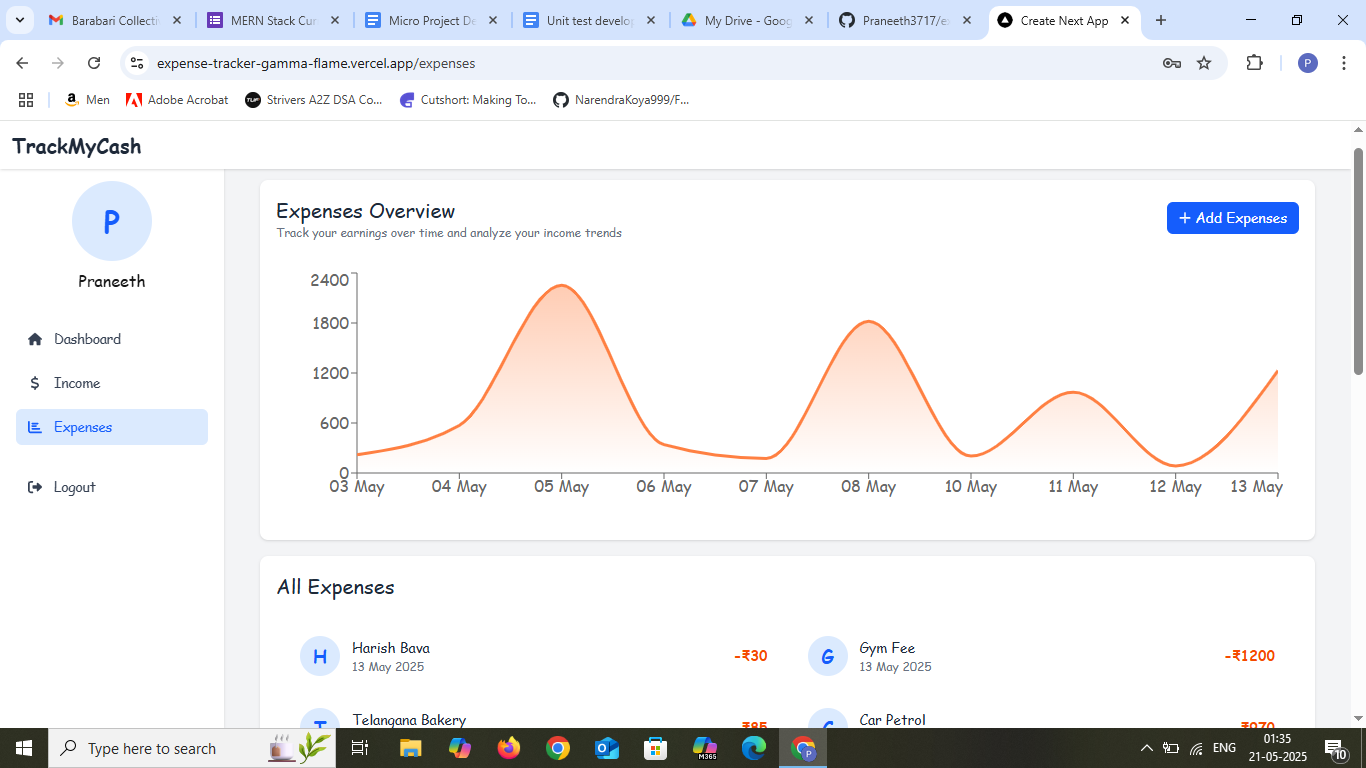 Barabari Collecti
MERN Stack Cur
Micro Project De
Unit test develop
My Drive - Goog
Praneeth3717/e
Create Next App
expense-tracker-gamma-flame.vercel.app/expenses
P
Men
Adobe Acrobat
Strivers A2Z DSA Co...
Cutshort: Making To...
NarendraKoya999/F...
TrackMyCash
P
Praneeth
Dashboard
Income
Expenses
Logout
Expenses Overview
Track your earnings over time and analyze your income trends
+ Add Expenses
2400
1800
1200
600
0
03 May 04 May 05 May 06 May 07 May 08 May 10 May 11 May 12 May 13 May
All Expenses
H
Harish Bava
13 May 2025
-₹30
G
Gym Fee
13 May 2025
-₹1200
Telangana Bakery
-₹85
Car Petrol
-₹970
Type here to search
M365
P
ENG
01:35
21-05-2025
10